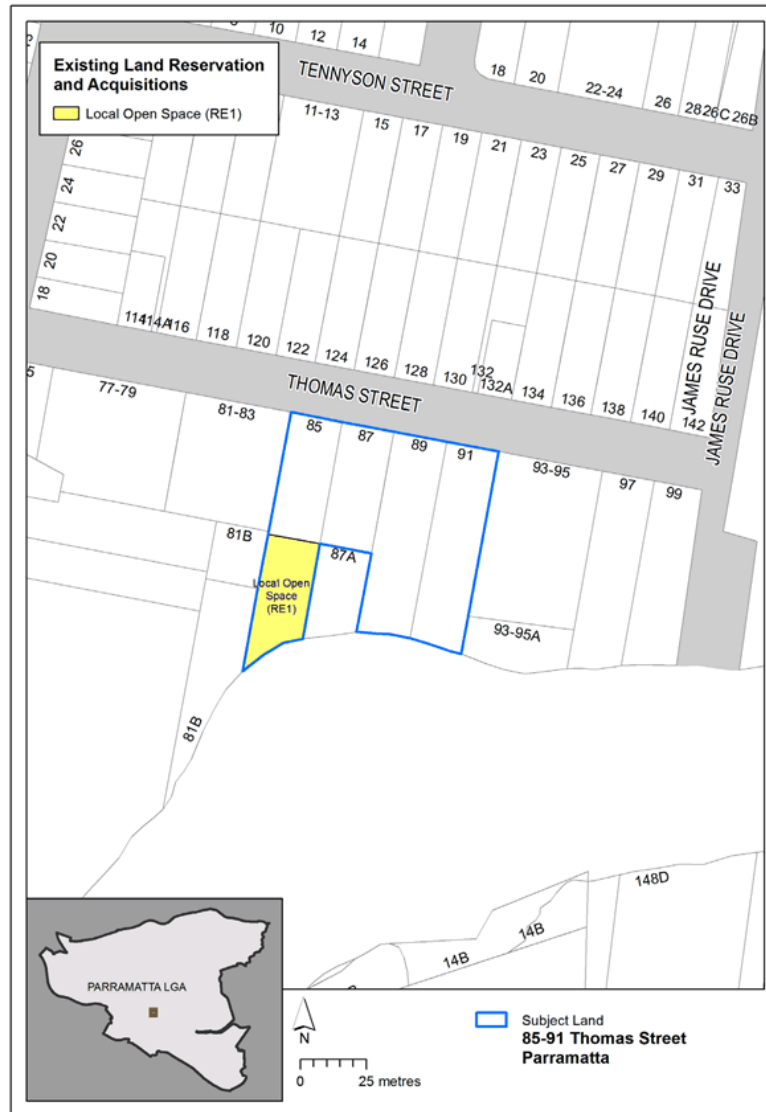 Existing Land Reservation
and Acquisitions
Local Open Space (RE1)
10
12
14
TENNYSON STREET
18
20
22-24
26
28
26C
26B
11-13
15
17
19
21
23
25
27
29
31
33
26
24
22
20
18
JAMES RUSE DRIVE
JAMES RUSE DRIVE
114
114A
116
118
120
122
124
126
128
130
132
132A
134
136
138
140
142
THOMAS STREET
77-79
81-83
85
87
89
91
93-95
97
99
81B
87A
Local Open
Space
(RE1)
93-95A
81B
148D
14B
14B
PARRAMATTA LGA
N
0
25 metres
Subject Land
85-91 Thomas Street
Parramatta